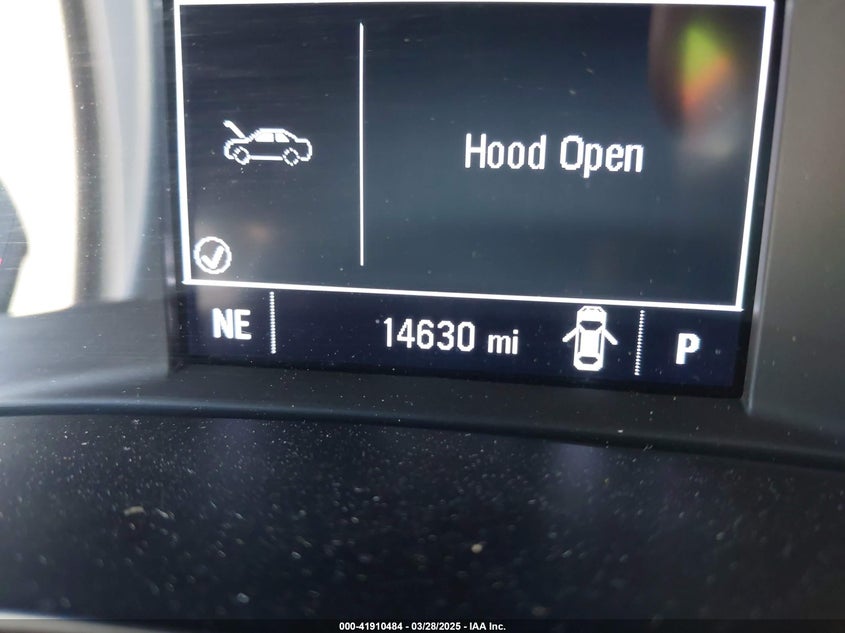 Hood Open
NE 14630 mi P
000-41910484 - 03/28/2025 - IAA Inc.